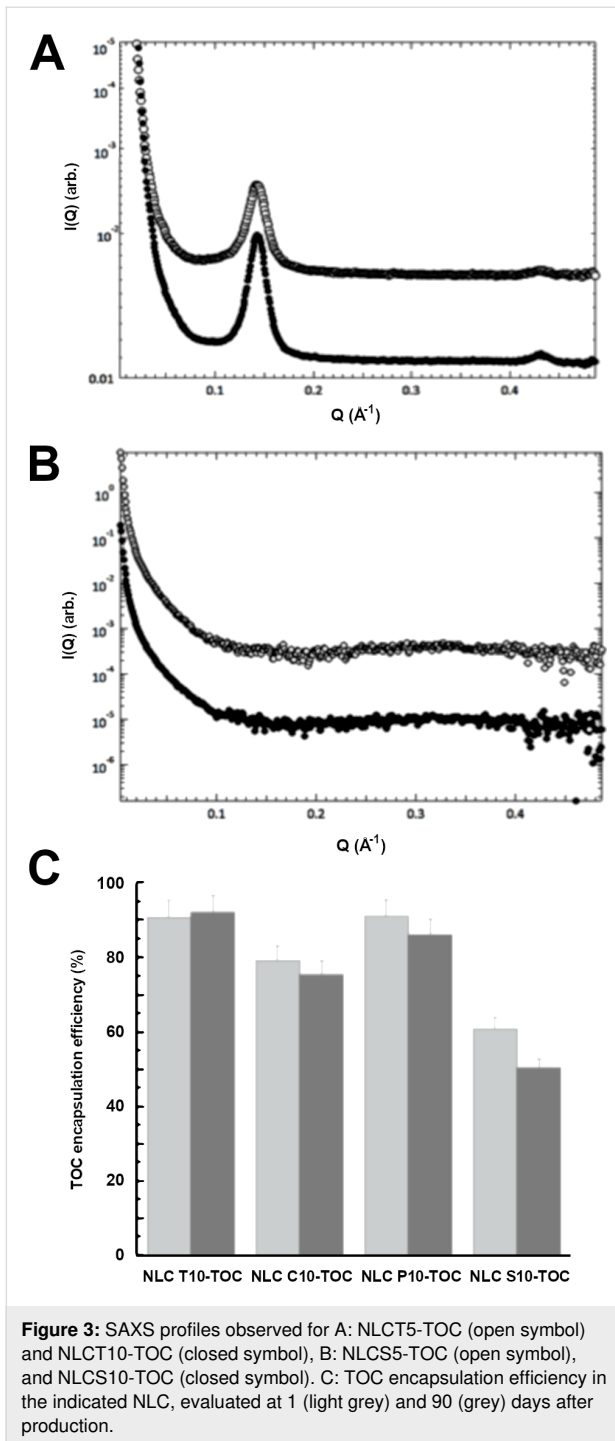 A
10⁻⁵
10⁻⁴
10⁻³
10⁻²
0.01
I(Q) (arb.)
0.1 0.2 0.3 0.4
Q (Å⁻¹)
B
10⁰
10⁻¹
10⁻²
10⁻³
10⁻⁴
10⁻⁵
10⁻⁶
I(Q) (arb.)
0.1 0.2 0.3 0.4
Q (Å⁻¹)
C
100
80
60
40
20
0
TOC encapsulation efficiency (%)
NLC T10-TOC NLC C10-TOC NLC P10-TOC NLC S10-TOC
Figure 3: SAXS profiles observed for A: NLCT5-TOC (open symbol)
and NLCT10-TOC (closed symbol), B: NLCS5-TOC (open symbol),
and NLCS10-TOC (closed symbol). C: TOC encapsulation efficiency in
the indicated NLC, evaluated at 1 (light grey) and 90 (grey) days after
production.